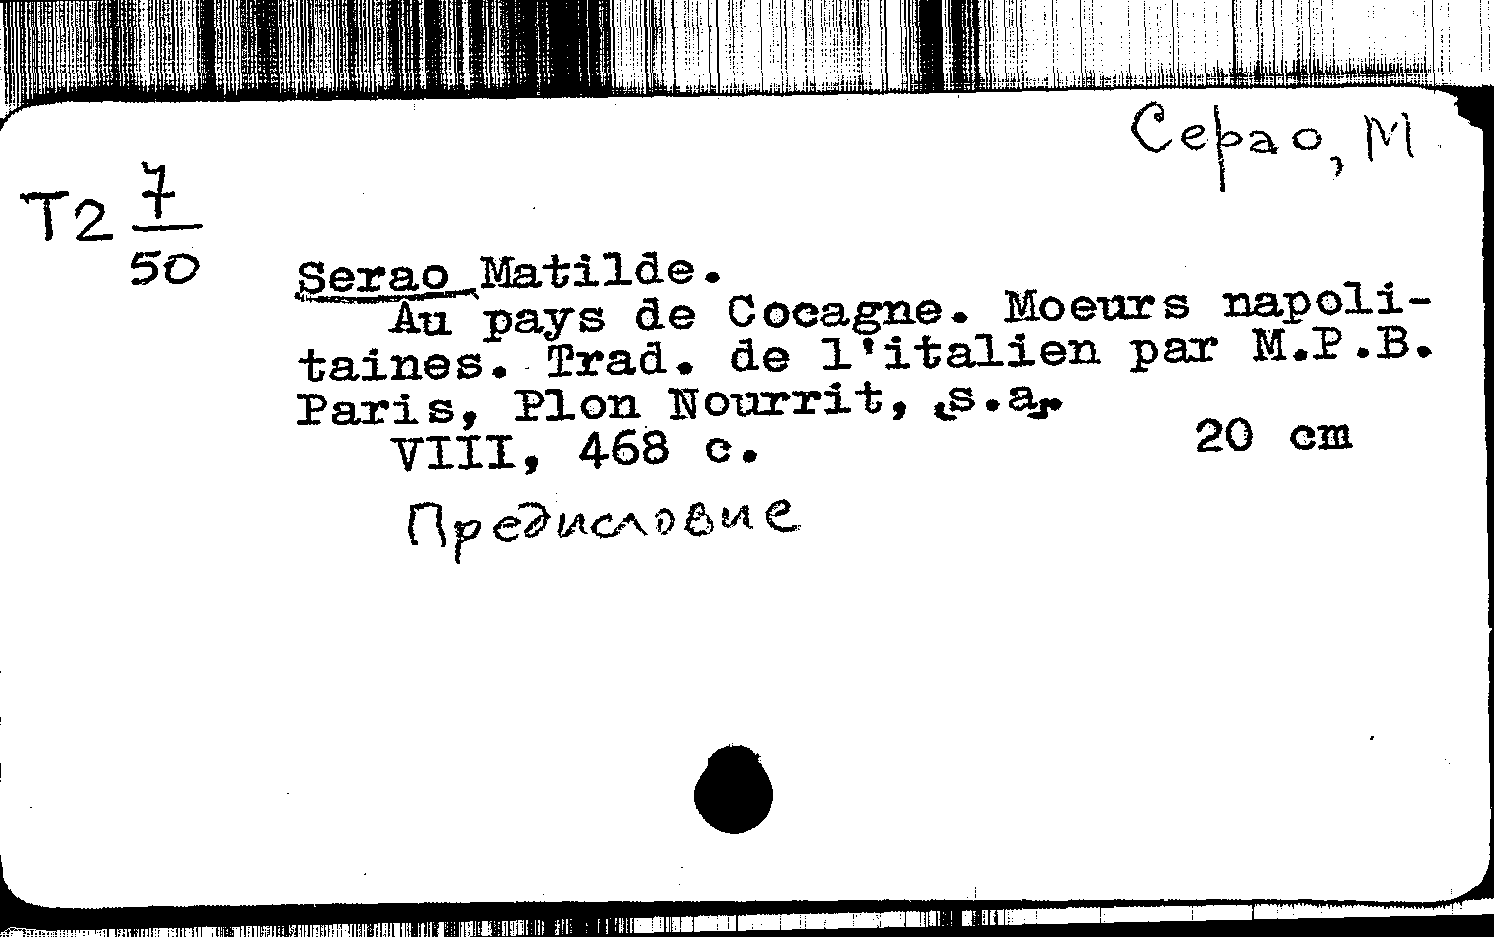 Серао, М
Т2 7/50
Serao Matilde.
Au pays de Cocagne. Moeurs napoli-
taines. Trad. de l'italien par M.P.B.
Paris, Plon Nourrit, s.a.
VIII, 468 c. 20 cm
Предисловие